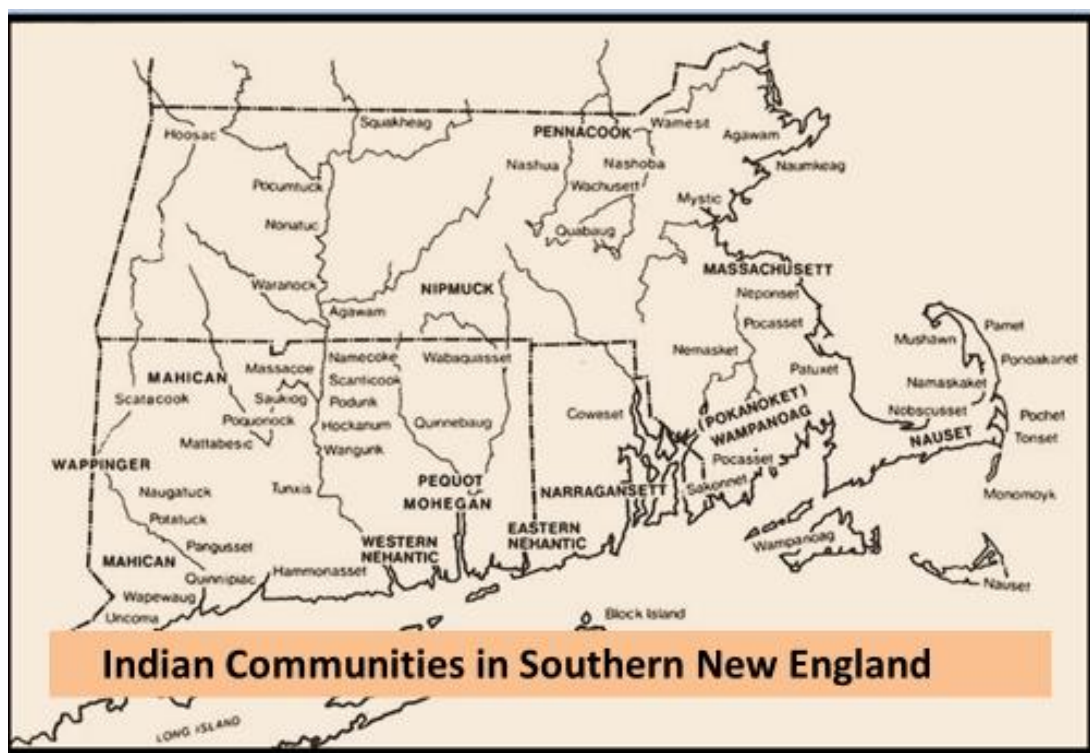 Hoosac
Squakheag
PENNACOOK
Wamesit
Agawam
Naumkeag
Nashua
Nashoba
Wachusett
Pocumtuck
Mystic
Nonatuc
Quabaug
MASSACHUSETT
Waranock
NIPMUCK
Neponset
Agawam
Pocasset
Pamet
Mushawn
Ponoakanet
Namecoke
Wabaquasset
Nemasket
Massacoe
Patuxet
MAHICAN
Scanticook
Namaskaket
Scatacook
Saukiog
Podunk
Coweset
(POKANOKET)
WAMPANOAG
Nobscusset
Pochet
Poquonock
Hockanum
Quinnebaug
NAUSET
Tonset
Mattabesic
Wangunk
Pocasset
WAPPINGER
PEQUOT
MOHEGAN
NARRAGANSETT
Sakonnet
Naugatuck
Tunxis
Monomoyk
Potatuck
WESTERN
NEHANTIC
EASTERN
NEHANTIC
Wampanoag
Pangusset
MAHICAN
Quinnipiac
Hammonasset
Nauset
Wapewaug
Uncoma
Block Island
Indian Communities in Southern New England
LONG ISLAND